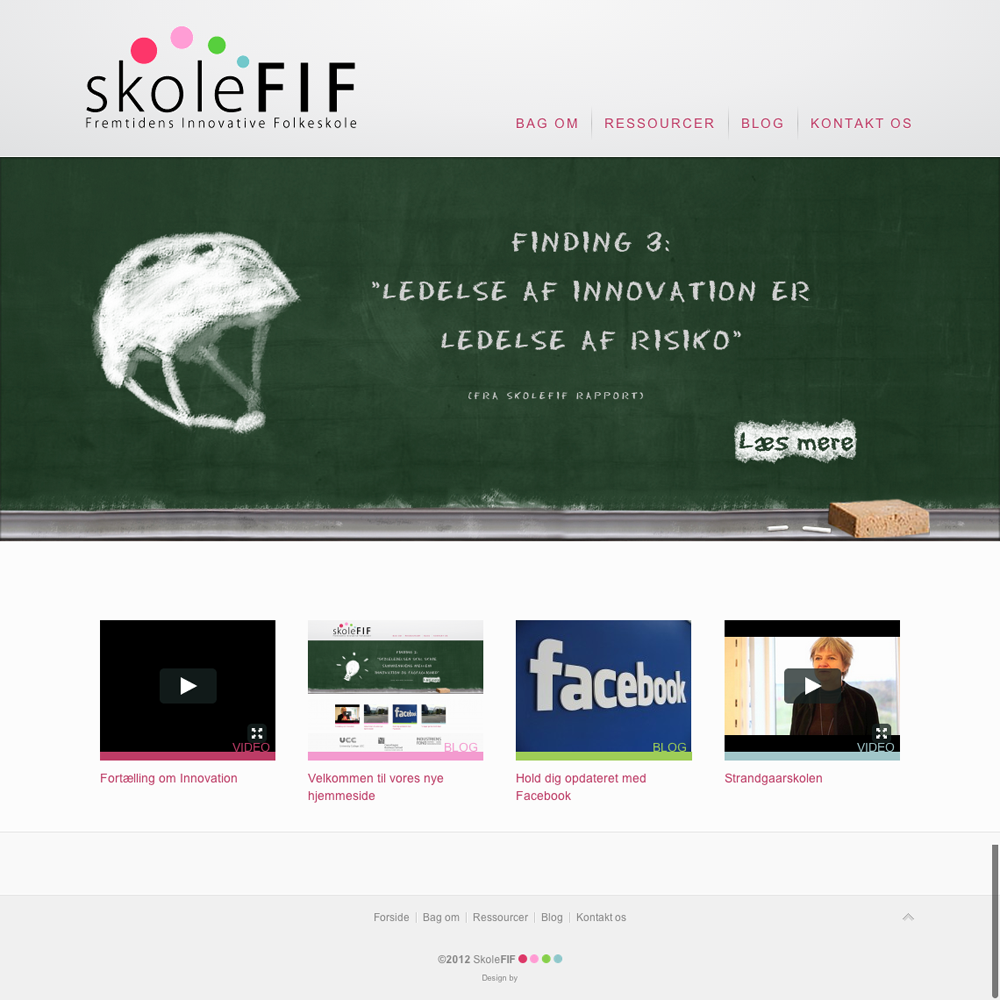 skoleFIF
Fremtidens Innovative Folkeskole
BAG OM
RESSOURCER
BLOG
KONTAKT OS
FINDING 3:
"LEDELSE AF INNOVATION ER
LEDELSE AF RISIKO"
(FRA SKOLEFIF RAPPORT)
Læs mere
VIDEO
skoleFIF
UCC
BLOG
facebook
BLOG
VIDEO
Fortælling om Innovation
Velkommen til vores nye
hjemmeside
Hold dig opdateret med
Facebook
Strandgaarskolen
Forside
Bag om
Ressourcer
Blog
Kontakt os
©2012 SkoleFIF
Design by